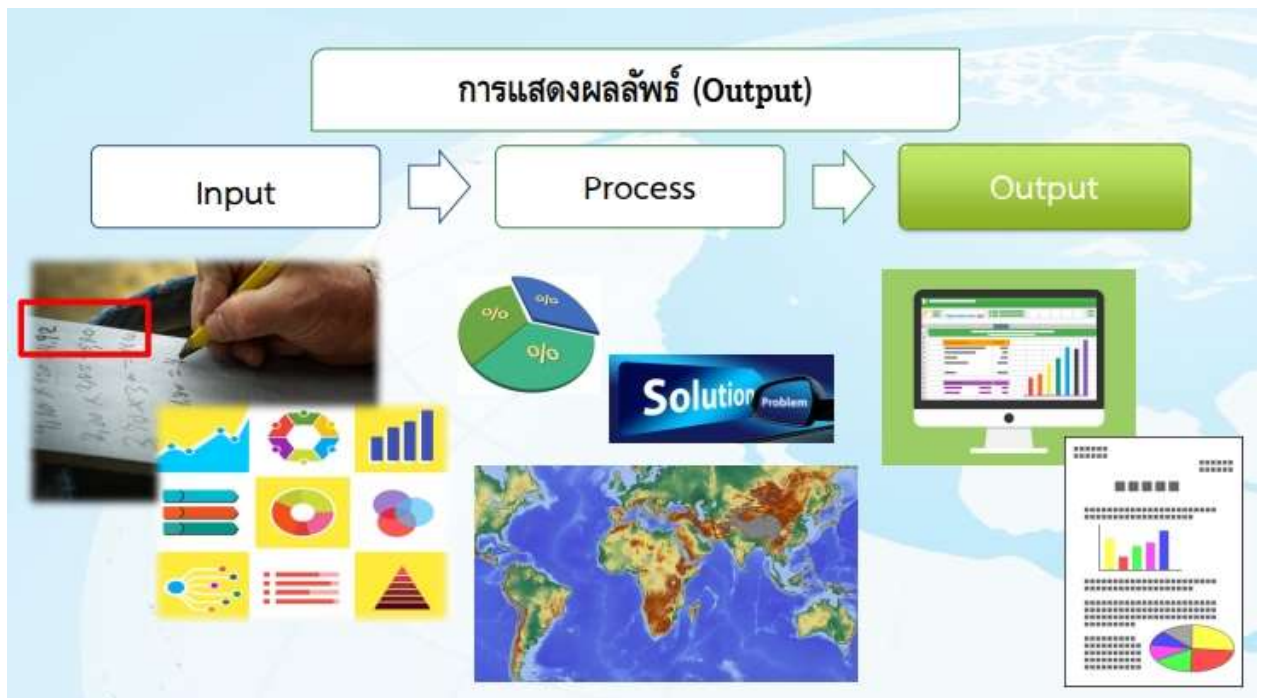 การแสดงผลลัพธ์ (Output)
Input
Process
Output
%
%
%
Solution
Problem